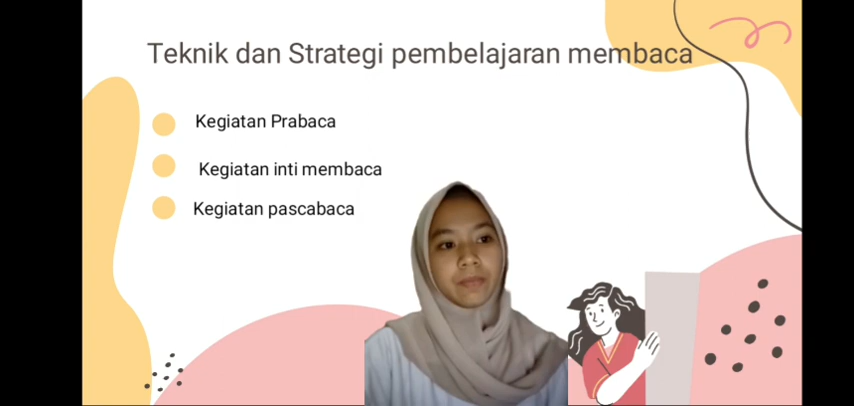 Teknik dan Strategi pembelajaran membaca
Kegiatan Prabaca
Kegiatan inti membaca
Kegiatan pascabaca